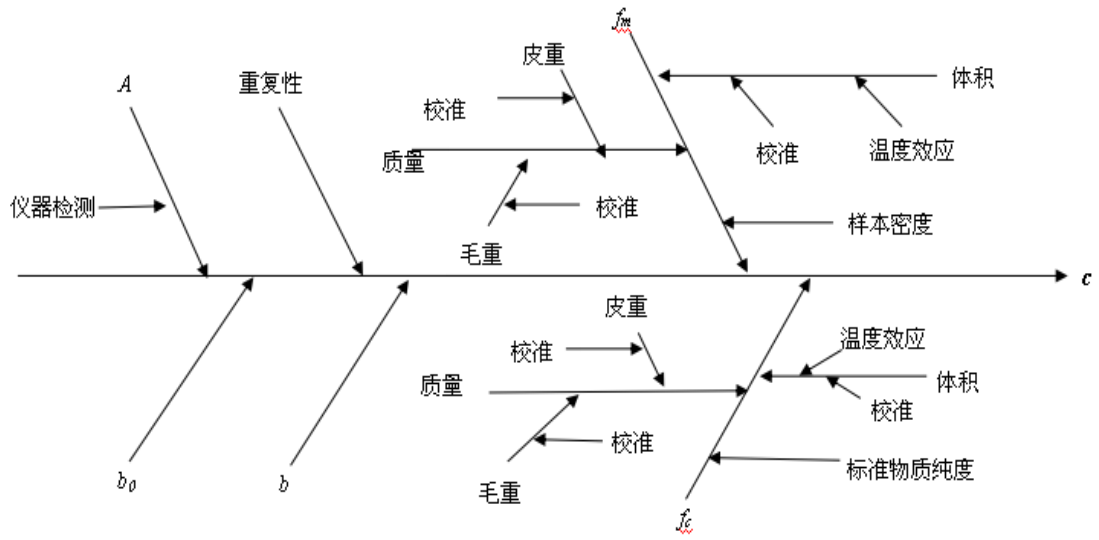 fm
皮重
A
重复性
体积
校准
校准
温度效应
质量
仪器检测
校准
样本密度
毛重
c
皮重
温度效应
校准
质量
体积
校准
校准
标准物质纯度
b0
b
毛重
fc